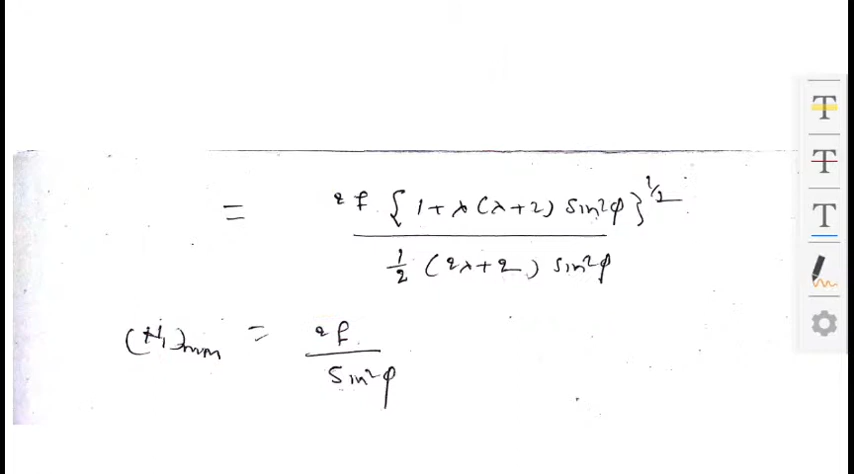 = 2f {1 + λ(λ+2) sin²φ}^1/2 / 1/2 (2λ+2) sin²φ
(H)min = 2f / sin²φ
T
T
T